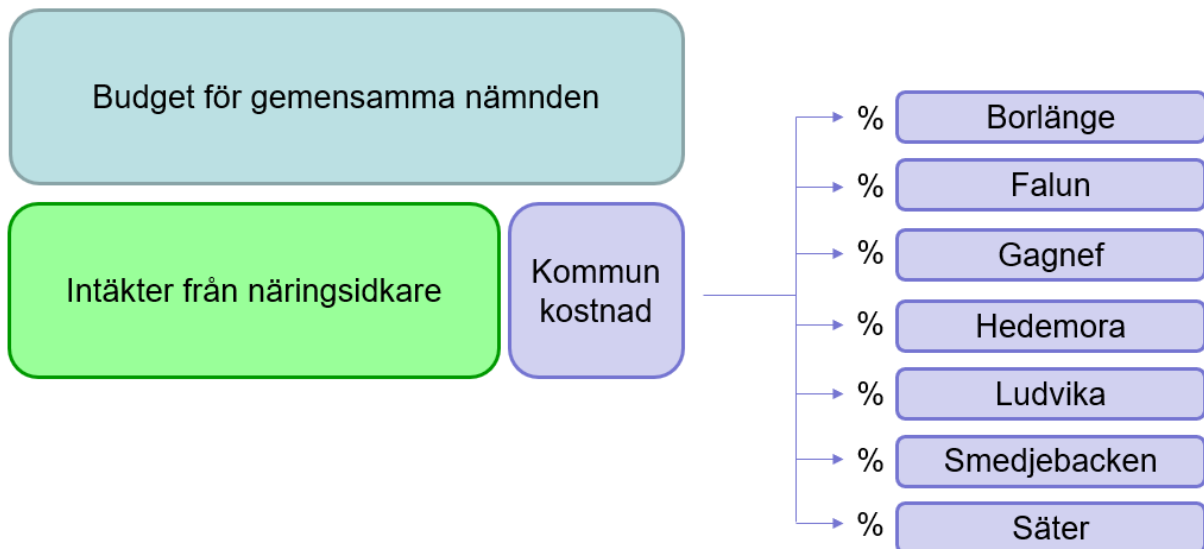 Budget för gemensamma nämnden
Intäkter från näringsidkare
Kommun
kostnad
% Borlänge
% Falun
% Gagnef
% Hedemora
% Ludvika
% Smedjebacken
% Säter